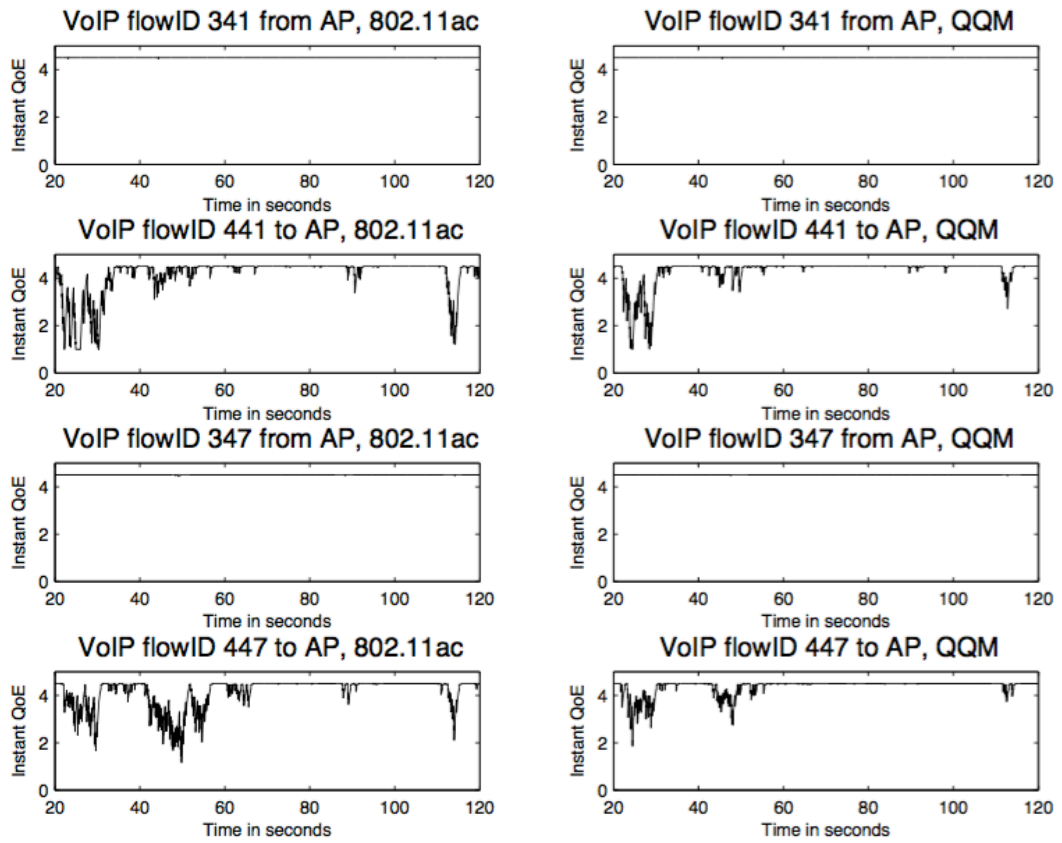 VoIP flowID 341 from AP, 802.11ac
Instant QoE
4
2
0
20 40 60 80 100 120
Time in seconds
VoIP flowID 341 from AP, QQM
Instant QoE
4
2
0
20 40 60 80 100 120
Time in seconds
VoIP flowID 441 to AP, 802.11ac
Instant QoE
4
2
0
20 40 60 80 100 120
Time in seconds
VoIP flowID 441 to AP, QQM
Instant QoE
4
2
0
20 40 60 80 100 120
Time in seconds
VoIP flowID 347 from AP, 802.11ac
Instant QoE
4
2
0
20 40 60 80 100 120
Time in seconds
VoIP flowID 347 from AP, QQM
Instant QoE
4
2
0
20 40 60 80 100 120
Time in seconds
VoIP flowID 447 to AP, 802.11ac
Instant QoE
4
2
0
20 40 60 80 100 120
Time in seconds
VoIP flowID 447 to AP, QQM
Instant QoE
4
2
0
20 40 60 80 100 120
Time in seconds